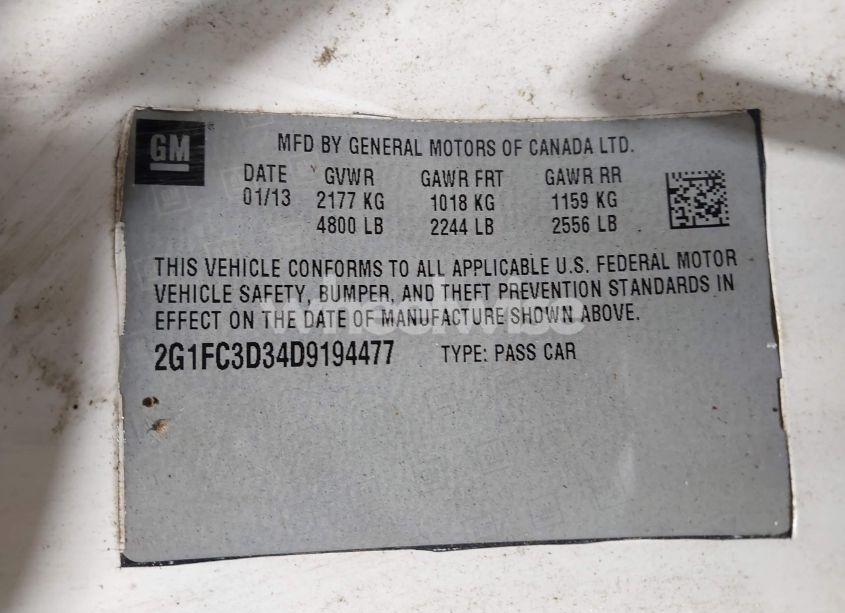 GM
MFD BY GENERAL MOTORS OF CANADA LTD.
DATE GVWR GAWR FRT GAWR RR
01/13 2177 KG 1018 KG 1159 KG
4800 LB 2244 LB 2556 LB
THIS VEHICLE CONFORMS TO ALL APPLICABLE U.S. FEDERAL MOTOR
VEHICLE SAFETY, BUMPER, AND THEFT PREVENTION STANDARDS IN
EFFECT ON THE DATE OF MANUFACTURE SHOWN ABOVE.
2G1FC3D34D9194477 TYPE: PASS CAR